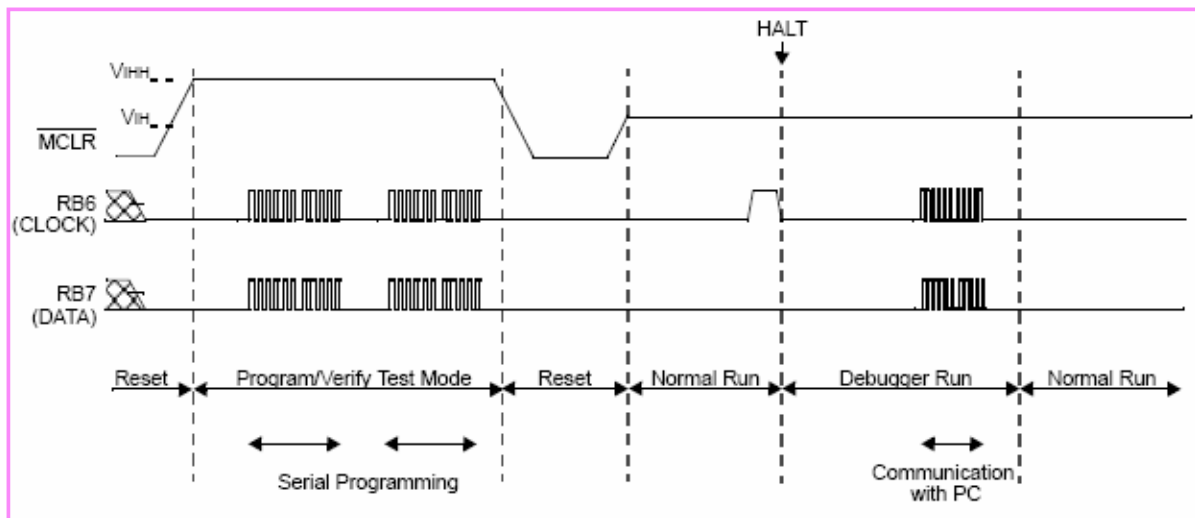 HALT
VIHH
VIH
MCLR
RB6
(CLOCK)
RB7
(DATA)
Reset
Program/Verify Test Mode
Reset
Normal Run
Debugger Run
Normal Run
Serial Programming
Communication
with PC